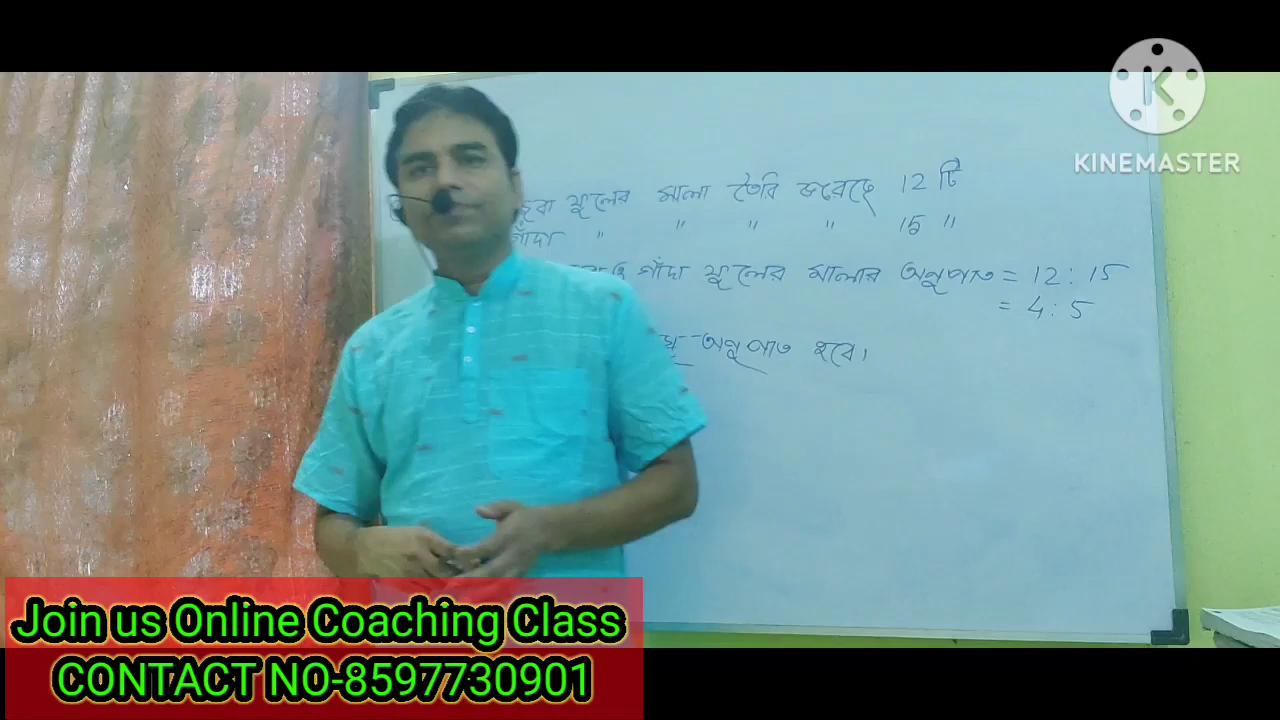 KINEMASTER
জবা ফুলের মালা তৈরি করেছে 12 টি
গাঁদা " " " " 15 "
ও গাঁদা ফুলের মালার অনুপাত = 12 : 15
= 4 : 5
অনুপাত হবে।
Join us Online Coaching Class
CONTACT NO-8597730901